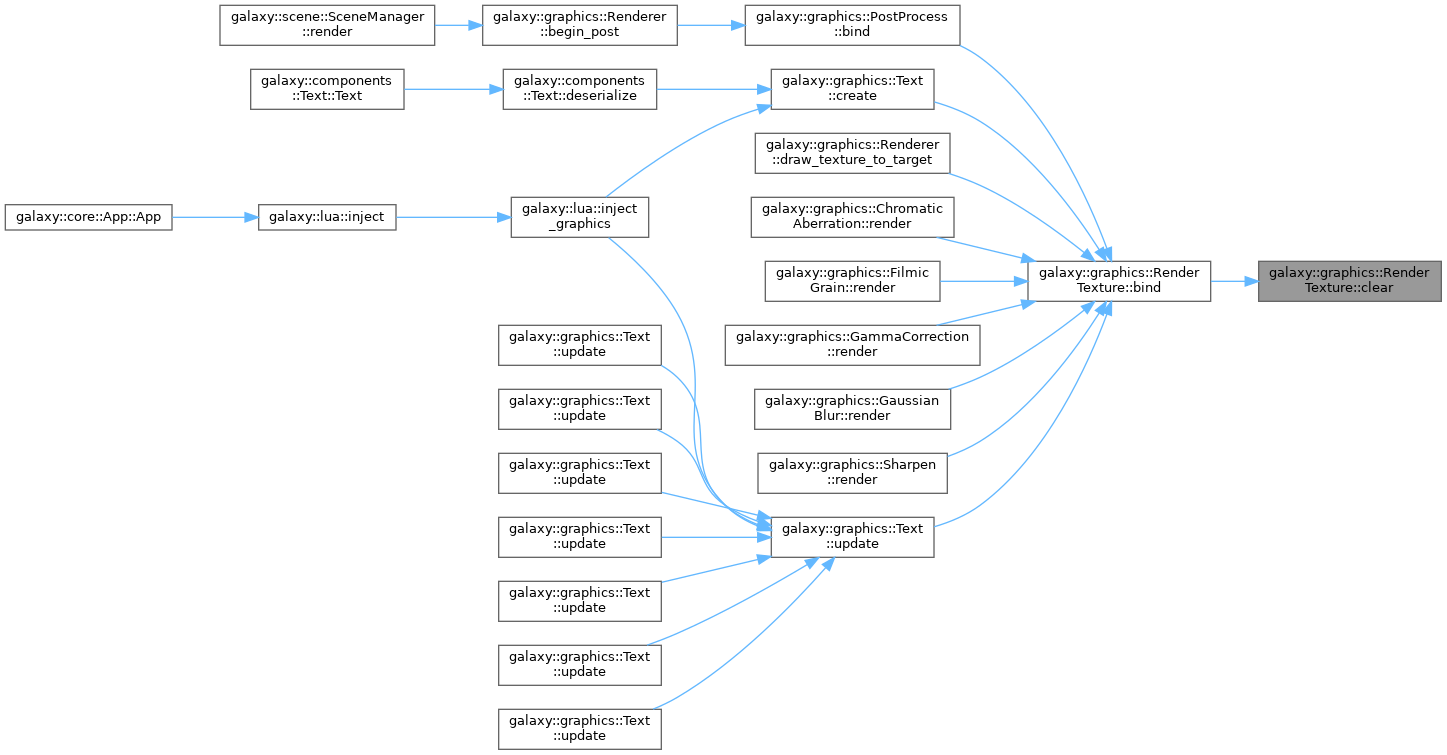 galaxy::scene::SceneManager
::render
galaxy::graphics::Renderer
::begin_post
galaxy::graphics::PostProcess
::bind
galaxy::components
::Text::Text
galaxy::components
::Text::deserialize
galaxy::graphics::Text
::create
galaxy::graphics::Renderer
::draw_texture_to_target
galaxy::core::App::App
galaxy::lua::inject
galaxy::lua::inject
_graphics
galaxy::graphics::Chromatic
Aberration::render
galaxy::graphics::Filmic
Grain::render
galaxy::graphics::Render
Texture::bind
galaxy::graphics::Render
Texture::clear
galaxy::graphics::GammaCorrection
::render
galaxy::graphics::Text
::update
galaxy::graphics::Text
::update
galaxy::graphics::Gaussian
Blur::render
galaxy::graphics::Text
::update
galaxy::graphics::Sharpen
::render
galaxy::graphics::Text
::update
galaxy::graphics::Text
::update
galaxy::graphics::Text
::update
galaxy::graphics::Text
::update
galaxy::graphics::Text
::update